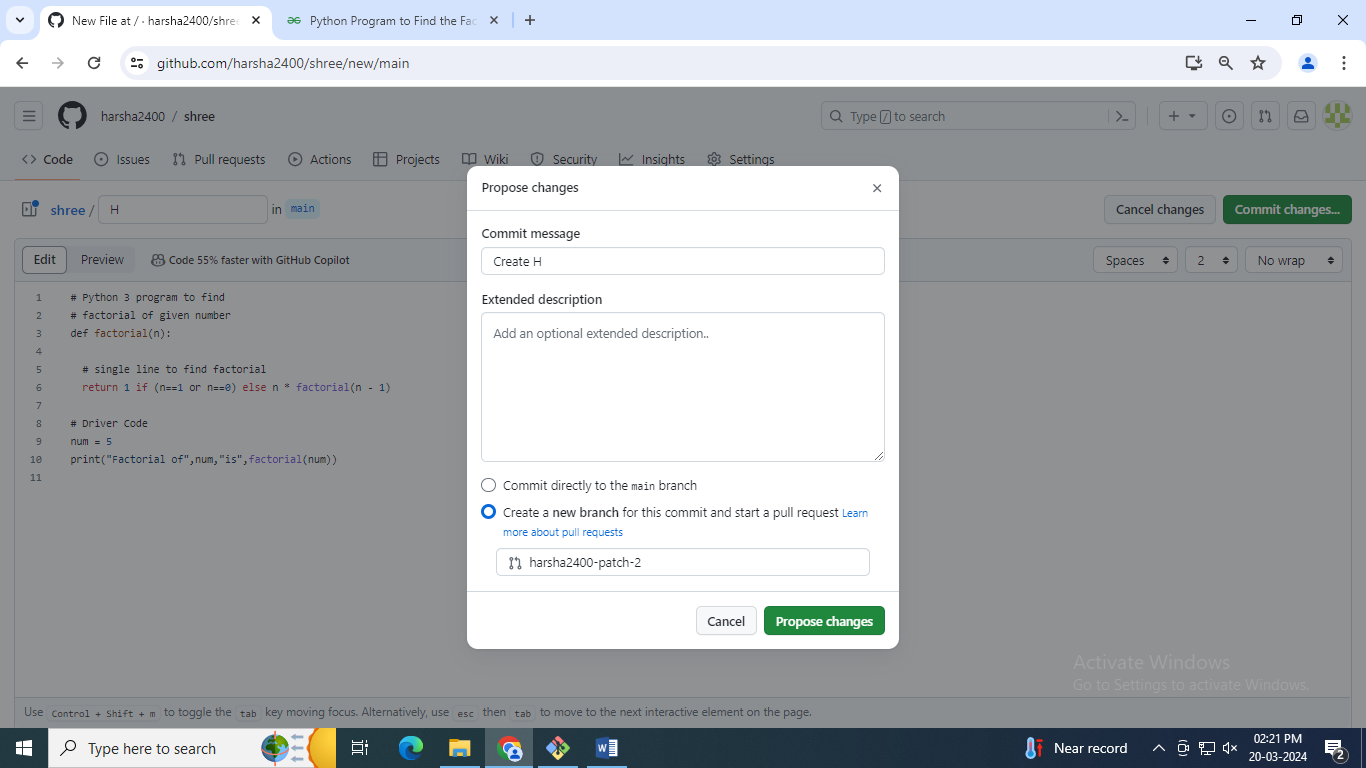 New File at / · harsha2400/shre
Python Program to Find the Fac
github.com/harsha2400/shree/new/main
harsha2400 / shree
Type / to search
Code
Issues
Pull requests
Actions
Projects
Wiki
Security
Insights
Settings
shree / H in main
Cancel changes
Commit changes...
Edit
Preview
Code 55% faster with GitHub Copilot
Spaces
2
No wrap
1 # Python 3 program to find
2 # factorial of given number
3 def factorial(n):
4
5 # single line to find factorial
6 return 1 if (n==1 or n==0) else n * factorial(n - 1)
7
8 # Driver Code
9 num = 5
10 print("Factorial of",num,"is",factorial(num))
11
Propose changes
Commit message
Create H
Extended description
Add an optional extended description..
Commit directly to the main branch
Create a new branch for this commit and start a pull request Learn
more about pull requests
harsha2400-patch-2
Cancel
Propose changes
Activate Windows
Go to Settings to activate Windows.
Use Control + Shift + m to toggle the tab key moving focus. Alternatively, use esc then tab to move to the next interactive element on the page.
Type here to search
Near record
02:21 PM
20-03-2024
2